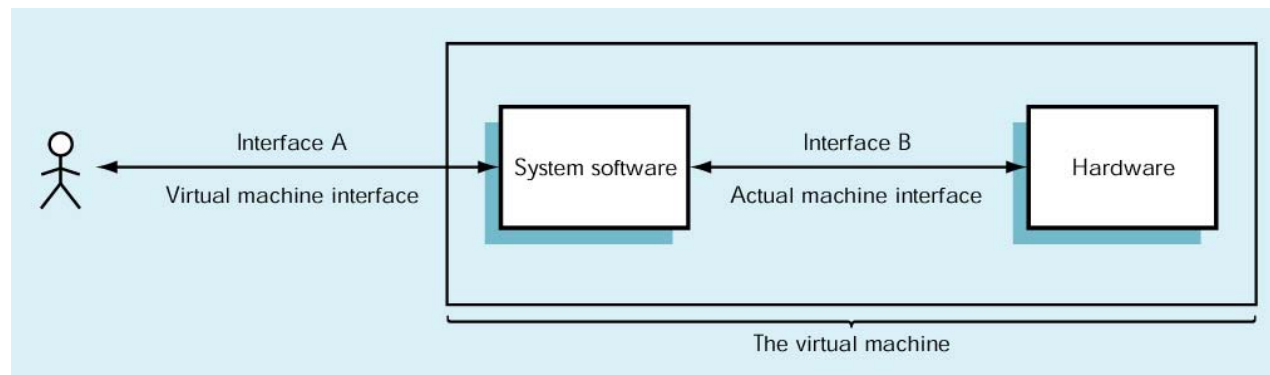 Interface A
Virtual machine interface
System software
Interface B
Actual machine interface
Hardware
The virtual machine